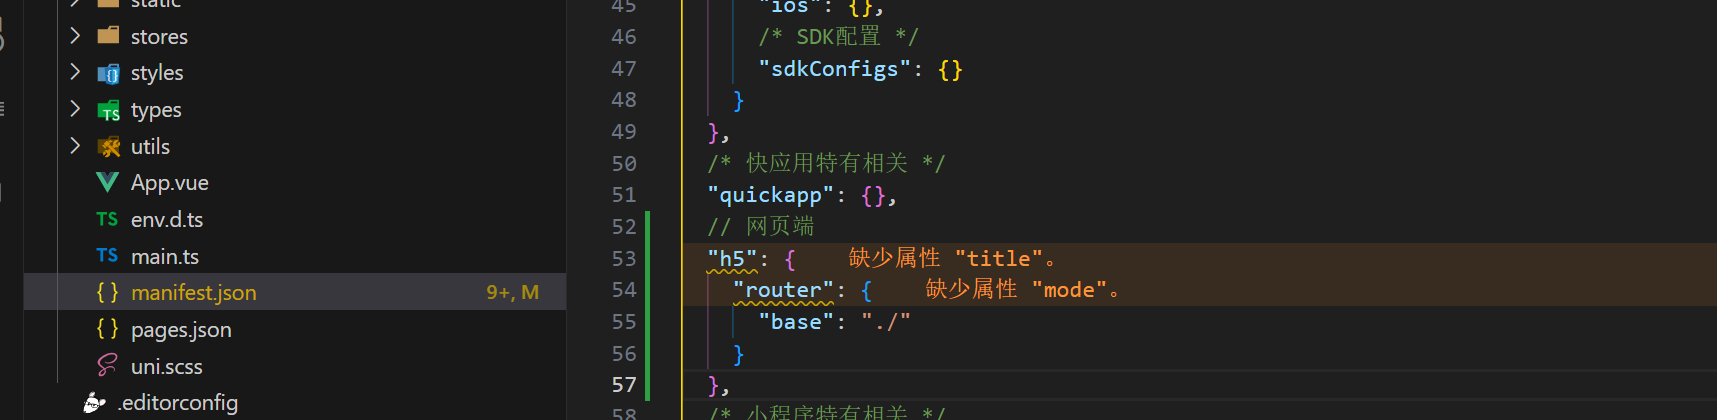 static
stores
styles
types
utils
App.vue
env.d.ts
main.ts
manifest.json 9+, M
pages.json
uni.scss
.editorconfig
45 "ios": {},
46 /* SDK配置 */
47 "sdkConfigs": {}
48 }
49 },
50 /* 快应用特有相关 */
51 "quickapp": {},
52 // 网页端
53 "h5": { 缺少属性 "title"。
54 "router": { 缺少属性 "mode"。
55 "base": "./"
56 }
57 },
58 /* 小程序特有相关 */